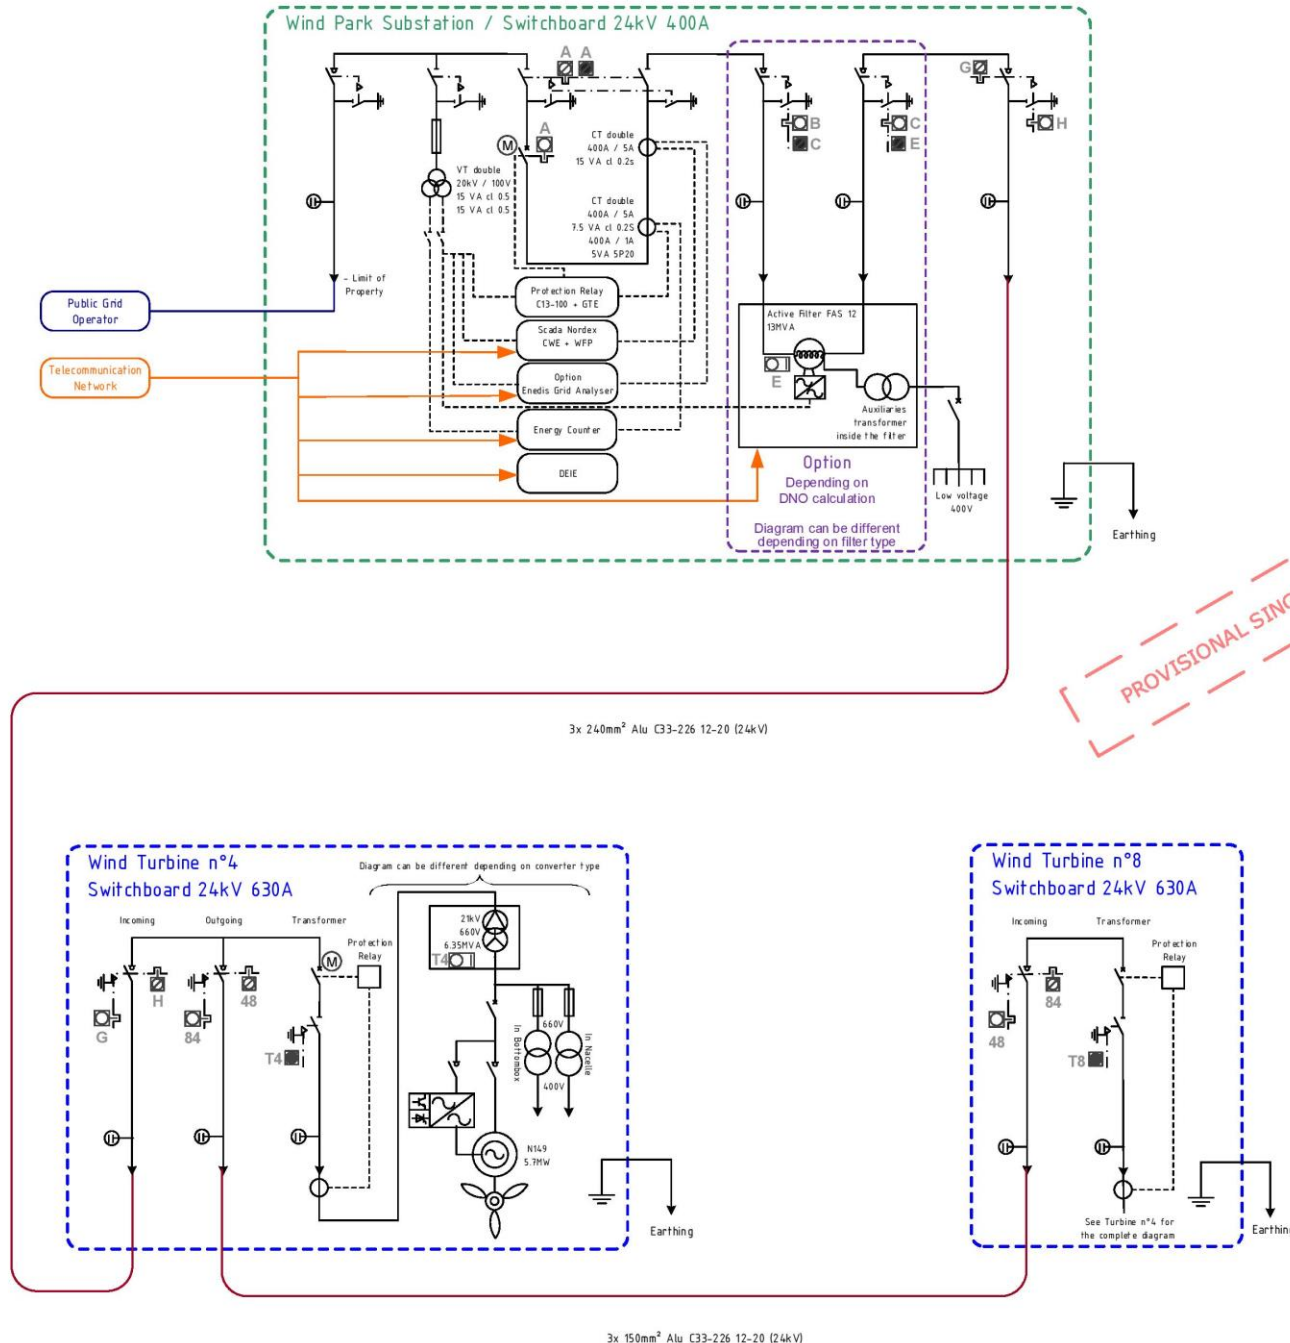 Wind Park Substation / Switchboard 24kV 400A
A A
G
A
B
C
C
E
H
M
CT double
400A / 5A
15 VA cl 0.2s
VT double
20kV / 100V
15 VA cl 0.5
15 VA cl 0.5
CT double
400A / 5A
7.5 VA cl 0.2S
400A / 1A
5VA 5P20
- Limit of
Property
Public Grid
Operator
Telecommunication
Network
Protection Relay
C13-100 + GTE
Scada Nordex
CWE + WFP
Option
Enedis Grid Analyser
Energy Counter
DEIE
Active Filter FAS 12
13MVA
E
Auxiliaries
transformer
inside the filter
Option
Depending on
DNO calculation
Diagram can be different
depending on filter type
Low voltage
400V
Earthing
PROVISIONAL SING
3x 240mm² Alu C33-226 12-20 (24kV)
Wind Turbine n°4
Switchboard 24kV 630A
Diagram can be different depending on converter type
Incoming
Outgoing
Transformer
Protection
Relay
M
H
48
G
84
T4
21kV
660V
6.35MVA
T4
660V
400V
In Bottombox
In Nacelle
N149
5.7MW
Earthing
Wind Turbine n°8
Switchboard 24kV 630A
Incoming
Transformer
Protection
Relay
84
48
T8
See Turbine n°4 for
the complete diagram
Earthing
3x 150mm² Alu C33-226 12-20 (24kV)